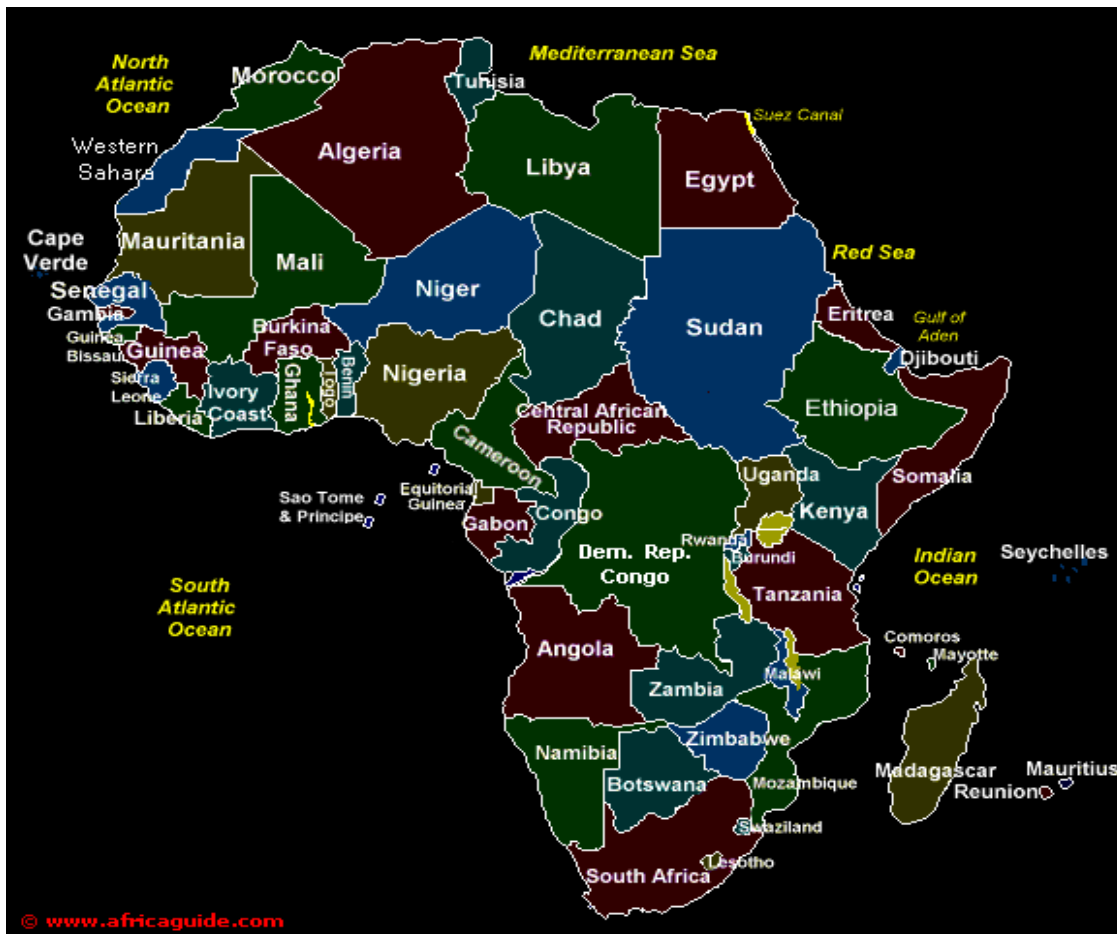 North
Atlantic
Ocean
Mediterranean Sea
Morocco
Tunisia
Suez Canal
Western
Sahara
Algeria
Libya
Egypt
Cape
Verde
Mauritania
Mali
Niger
Chad
Sudan
Red Sea
Senegal
Gambia
Guinea
Bissau
Guinea
Burkina
Faso
Eritrea
Gulf of
Aden
Djibouti
Sierra
Leone
Liberia
Ivory
Coast
Ghana
Togo
Benin
Nigeria
Central African
Republic
Ethiopia
Somalia
Cameroon
Uganda
Kenya
Sao Tome
& Principe
Equitorial
Guinea
Gabon
Congo
Dem. Rep.
Congo
Rwanda
Burundi
Tanzania
Indian
Ocean
Seychelles
South
Atlantic
Ocean
Angola
Zambia
Malawi
Comoros
Mayotte
Namibia
Zimbabwe
Botswana
Mozambique
Madagascar
Mauritius
Reunion
Swaziland
Lesotho
South Africa
© www.africaguide.com